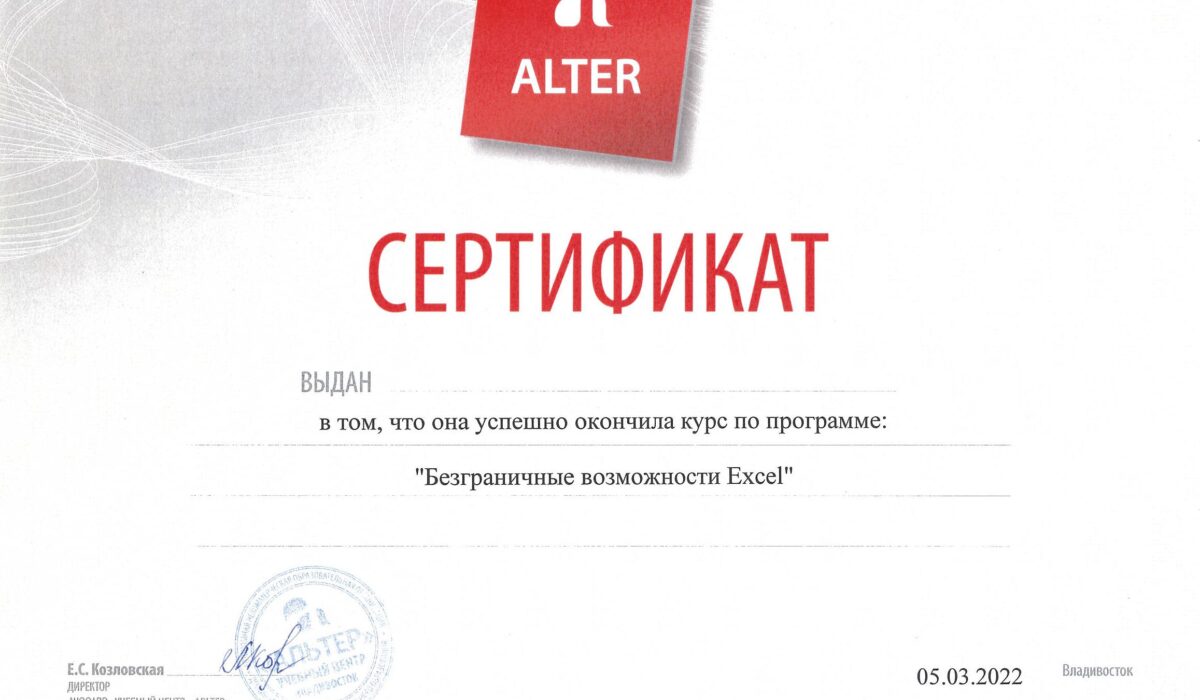 ALTER
СЕРТИФИКАТ
ВЫДАН
в том, что она успешно окончила курс по программе:
"Безграничные возможности Excel"
«АЛЬТЕР»
УЧЕБНЫЙ ЦЕНТР
ВЛАДИВОСТОК
Е.С. Козловская
ДИРЕКТОР
05.03.2022
Владивосток